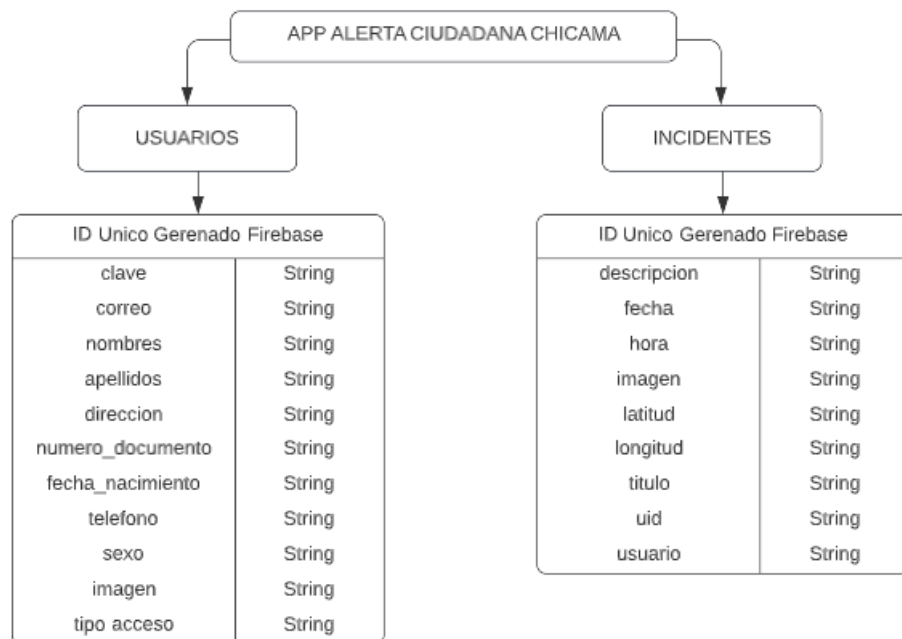 APP ALERTA CIUDADANA CHICAMA
USUARIOS
INCIDENTES
ID Unico Gerenado Firebase
clave String
correo String
nombres String
apellidos String
direccion String
numero_documento String
fecha_nacimiento String
telefono String
sexo String
imagen String
tipo acceso String
ID Unico Gerenado Firebase
descripcion String
fecha String
hora String
imagen String
latitud String
longitud String
titulo String
uid String
usuario String